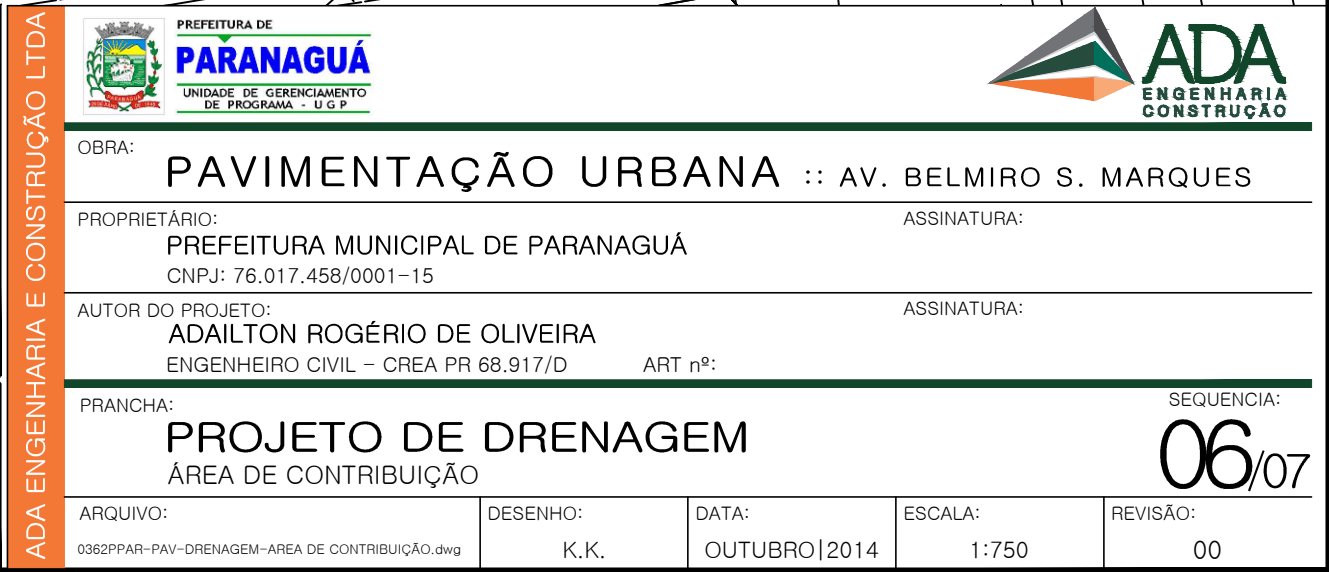 ADA ENGENHARIA E CONSTRUÇÃO LTDA
PREFEITURA DE
PARANAGUÁ
UNIDADE DE GERENCIAMENTO
DE PROGRAMA - UGP
ADA
ENGENHARIA
CONSTRUÇÃO
OBRA:
PAVIMENTAÇÃO URBANA :: AV. BELMIRO S. MARQUES
PROPRIETÁRIO:
PREFEITURA MUNICIPAL DE PARANAGUÁ
CNPJ: 76.017.458/0001-15
ASSINATURA:
AUTOR DO PROJETO:
ADAILTON ROGÉRIO DE OLIVEIRA
ENGENHEIRO CIVIL - CREA PR 68.917/D ART nº:
ASSINATURA:
PRANCHA:
PROJETO DE DRENAGEM
ÁREA DE CONTRIBUIÇÃO
SEQUENCIA:
06/07
ARQUIVO:
0362PPAR-PAV-DRENAGEM-AREA DE CONTRIBUIÇÃO.dwg
DESENHO:
K.K.
DATA:
OUTUBRO|2014
ESCALA:
1:750
REVISÃO:
00